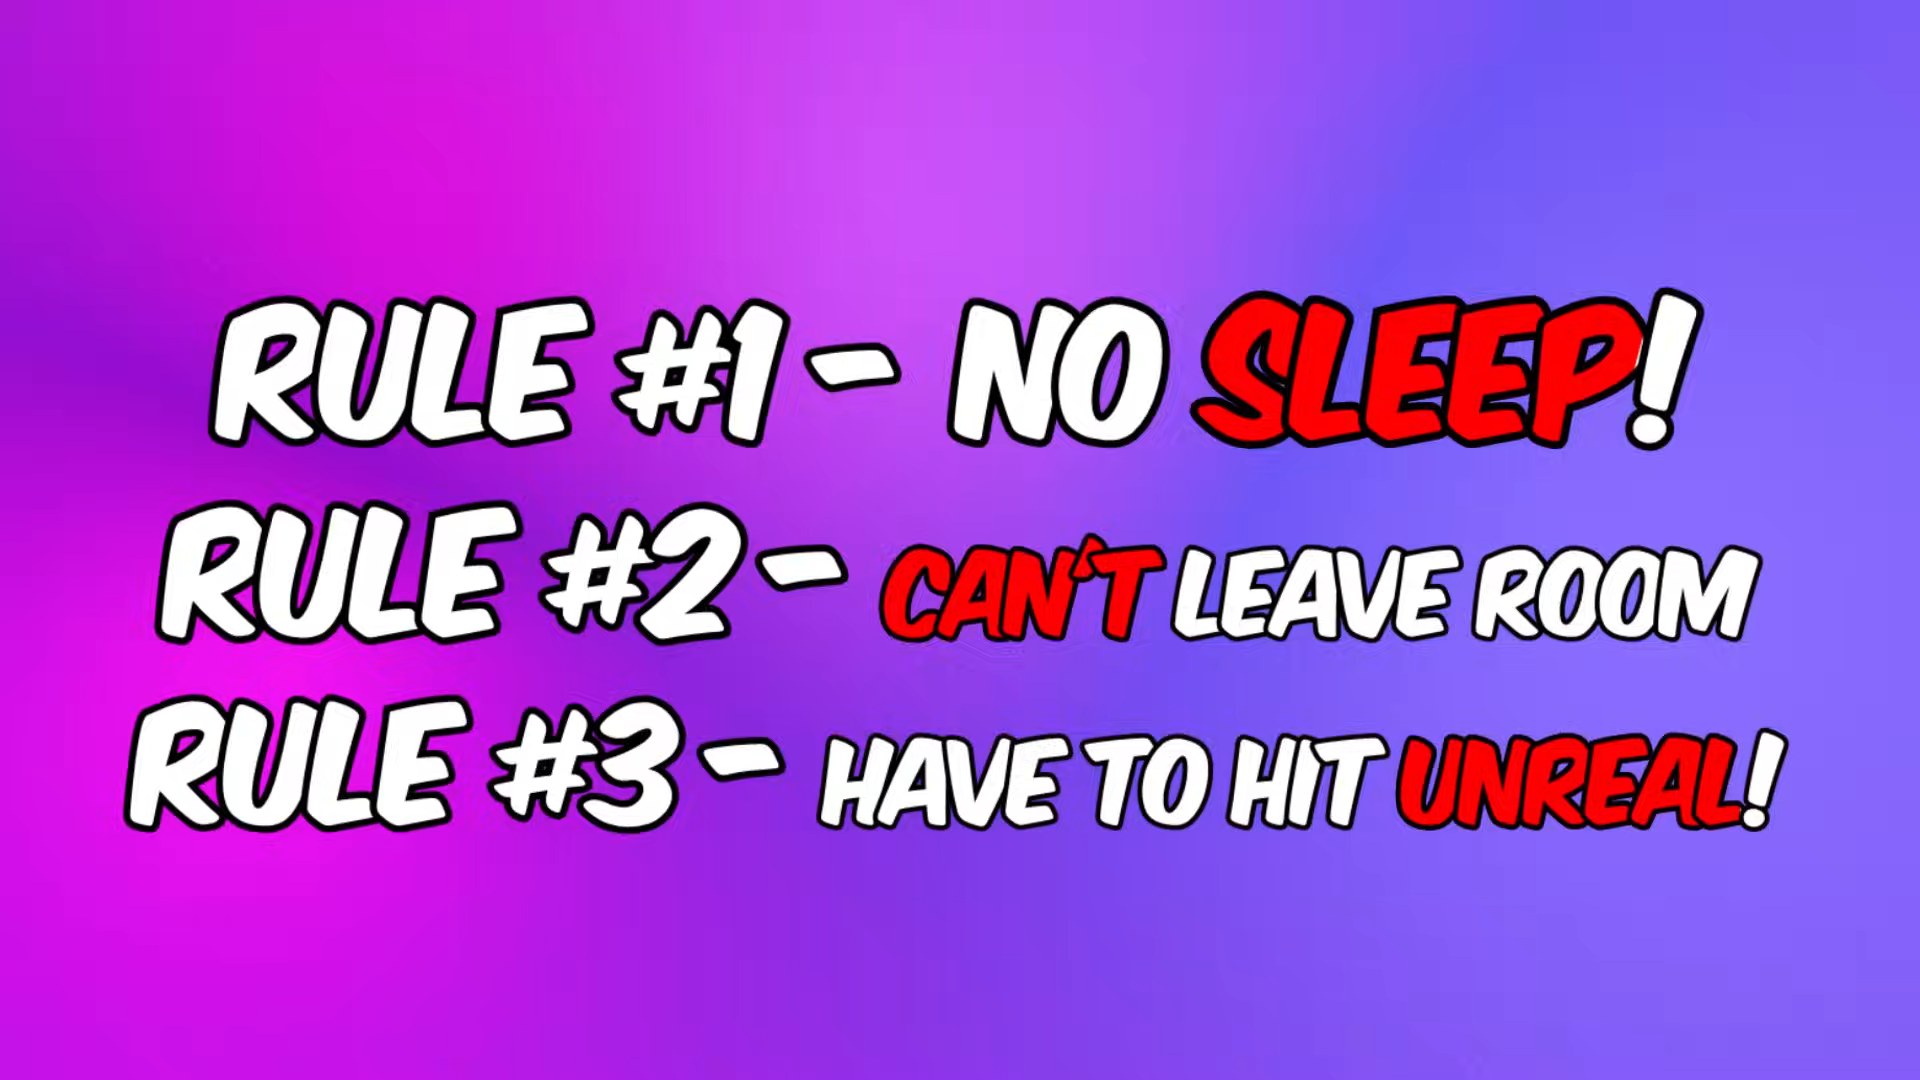 RULE #1 - NO SLEEP!
RULE #2 - CAN'T LEAVE ROOM
RULE #3 - HAVE TO HIT UNREAL!